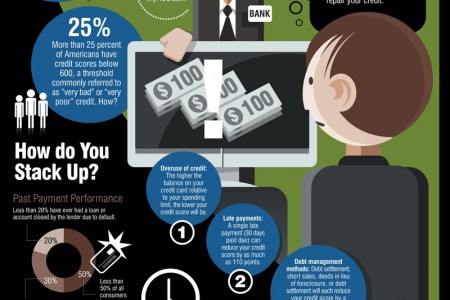 repair your credit.
BANK
25%
More than 25 percent
of Americans have
credit scores below
600, a threshold
commonly referred to
as "very bad" or "very
poor" credit. How?
$100
$100
$100
!
How do You
Stack Up?
Past Payment Performance
Less than 20% have ever had a loan or
account closed by the lender due to default.
20%
30%
50%
Less than
50% of all
consumers
Overuse of credit:
The higher the
balance on your
credit card relative
to your spending
limit, the lower your
credit score will be.
1
Late payments:
A single late
payment (30 days
past due) can
reduce your credit
score by as much
as 110 points.
2
Debt management
methods: Debt settlement,
short sales, deeds in lieu
of foreclosure, or debt
settlement will each reduce
your credit score by a